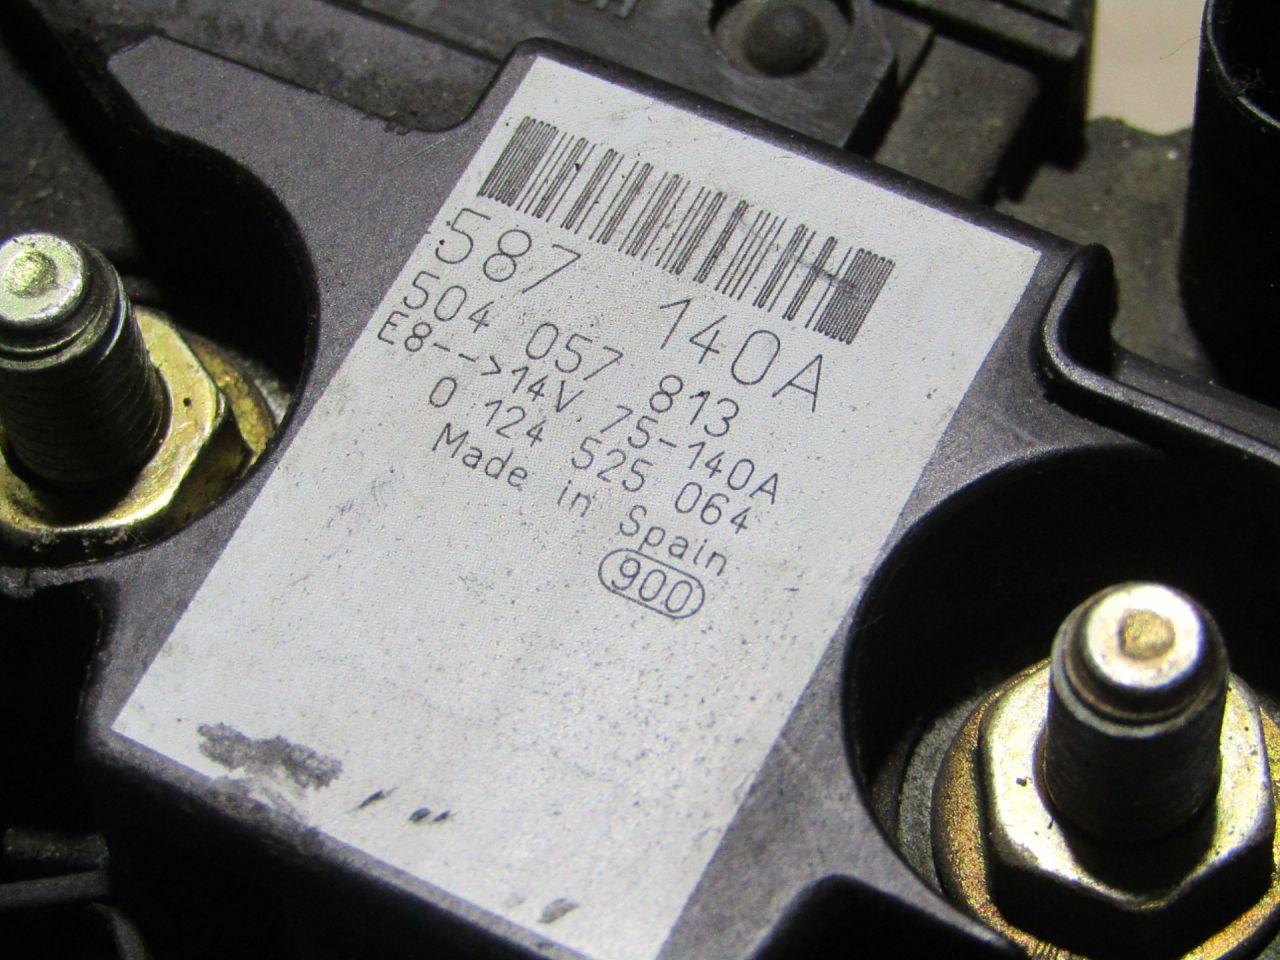 587 140A
504 057 813
E8-->14V 75-140A
0 124 525 064
Made in Spain
900